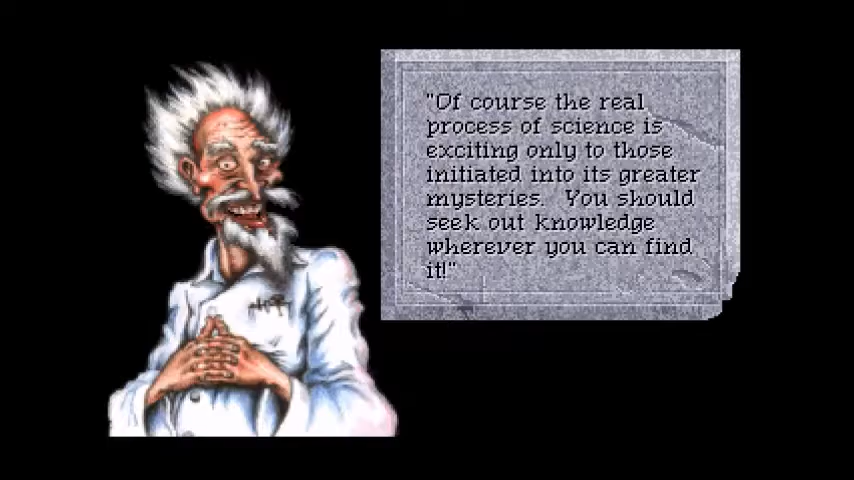 "Of course the real
process of science is
exciting only to those
initiated into its greater
mysteries. You should
seek out knowledge
wherever you can find
it!"